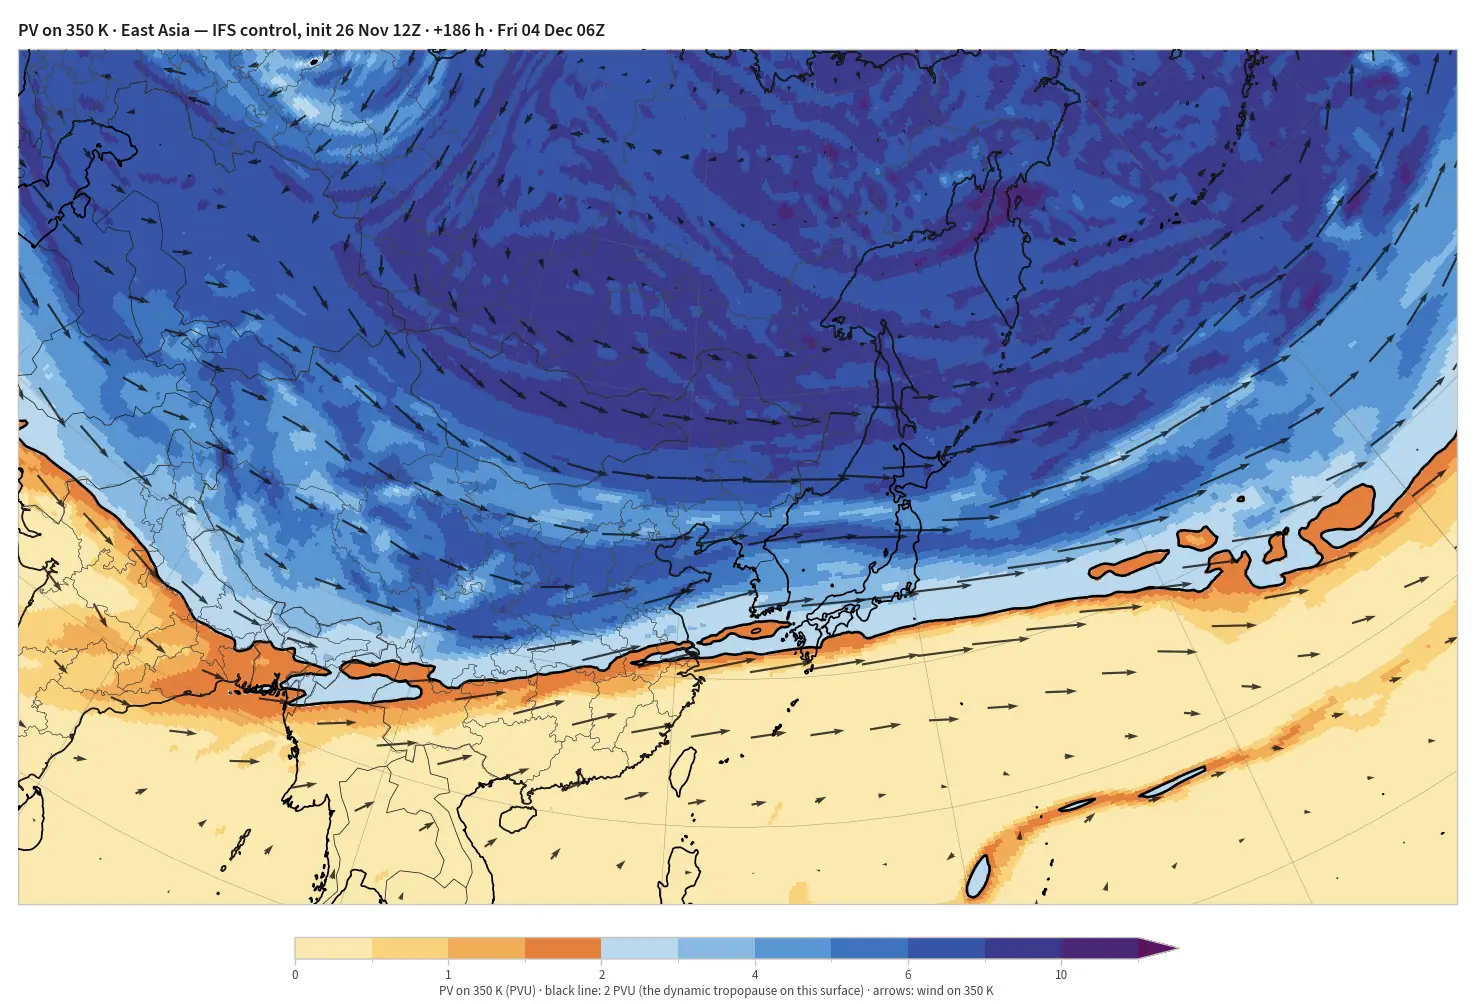 PV on 350 K · East Asia — IFS control, init 26 Nov 12Z · +186 h · Fri 04 Dec 06Z
0 1 2 4 6 10
PV on 350 K (PVU) · black line: 2 PVU (the dynamic tropopause on this surface) · arrows: wind on 350 K